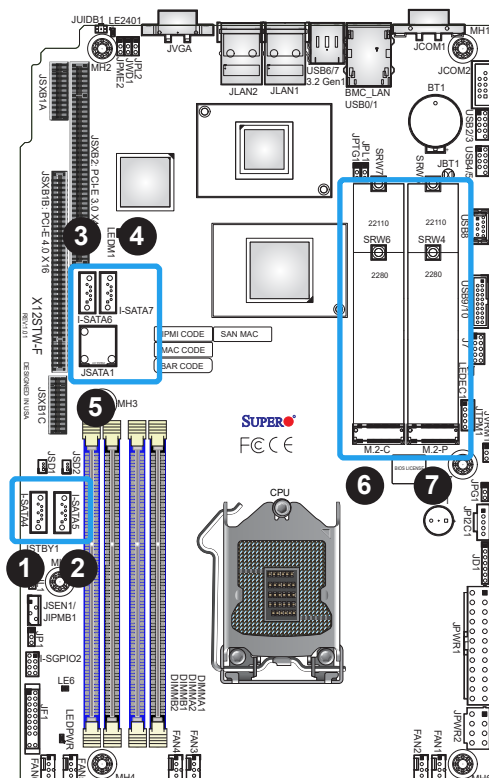 JUIDB1
LE2401
MH2
JPL2
JWD1
JPME2
JVGA
JLAN2
JLAN1
USB6/7
3.2 Gen1
BMC_LAN
USB0/1
JCOM1
MH1
JCOM2
JSXB1A
JSXB2: PCI-E 3.0 X
JSXB1B: PCI-E 4.0 X16
BT1
USB2/3
USB4/5
JPL1
JPTG1
SRW7
SRW
JBT1
3
4
LEDM1
22110
22110
SRW6
SRW4
2280
2280
USB8
USB9/10
I-SATA6
I-SATA7
JSATA1
X12STW-F
REV:1.01
DESIGNED IN USA
IPMI CODE
SAN MAC
MAC CODE
BAR CODE
J7
LEDEC1
JTPM1
JSXB1C
5
MH3
SUPERO
FC CE
M.2-C
M.2-P
BIOS LICENSE
JSD1
JSD2
6
7
CPU
JPG1
JPI2C1
I-SATA4
I-SATA5
JSTBY1
1
2
JD1
JSEN1/
JIPMB1
JP1
I-SGPIO2
JF1
LE6
LEDPWR
DIMMA1
DIMMA2
DIMMB1
DIMMB2
JPWR1
JPWR2
FAN4
FAN3
FAN2
FAN1
MH4